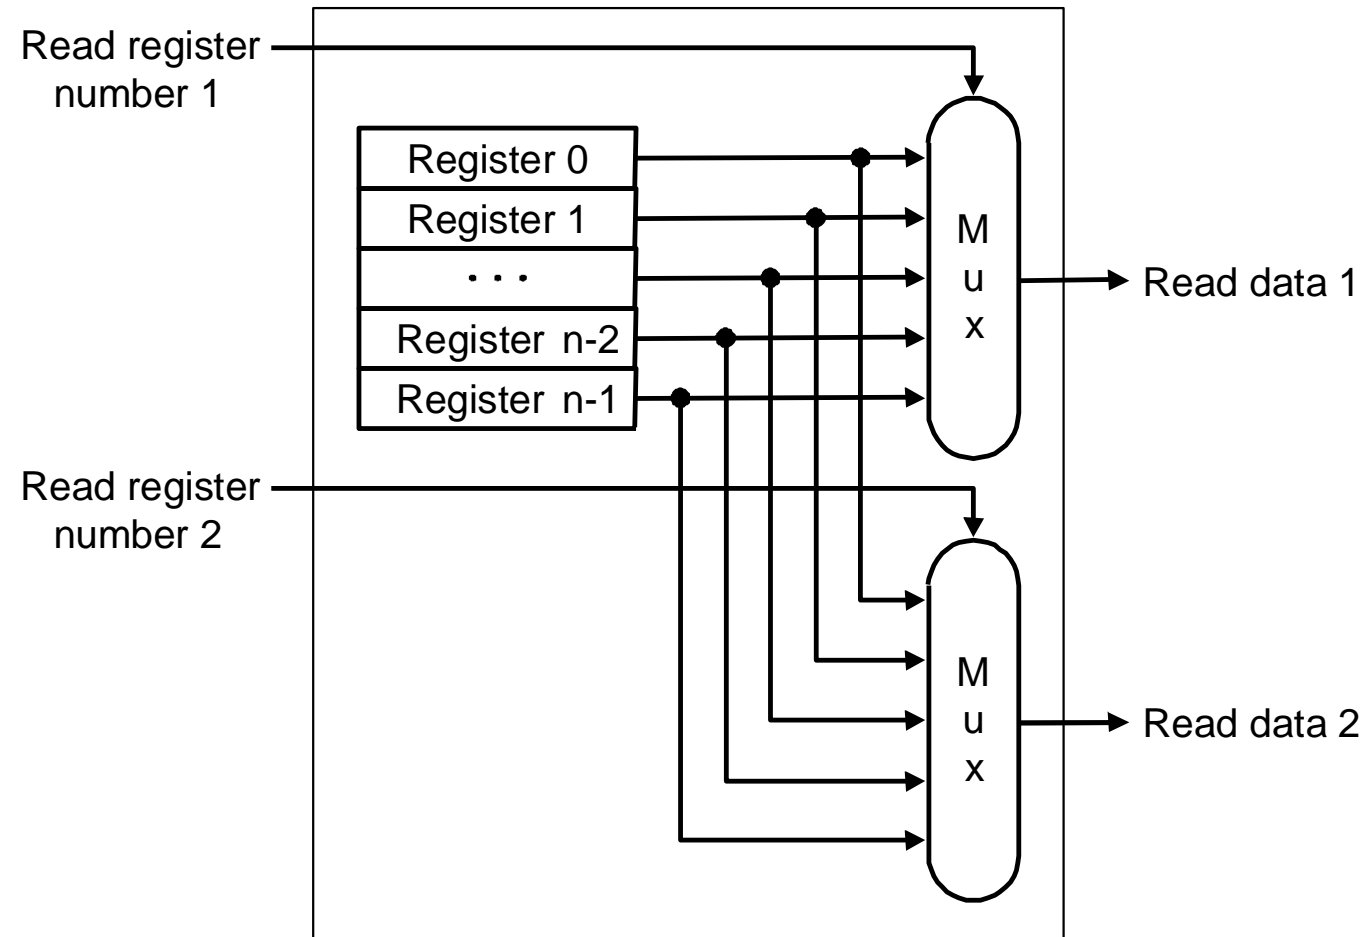 Read register
number 1
Register 0
Register 1
. . .
Register n-2
Register n-1
M
u
x
Read data 1
Read register
number 2
M
u
x
Read data 2